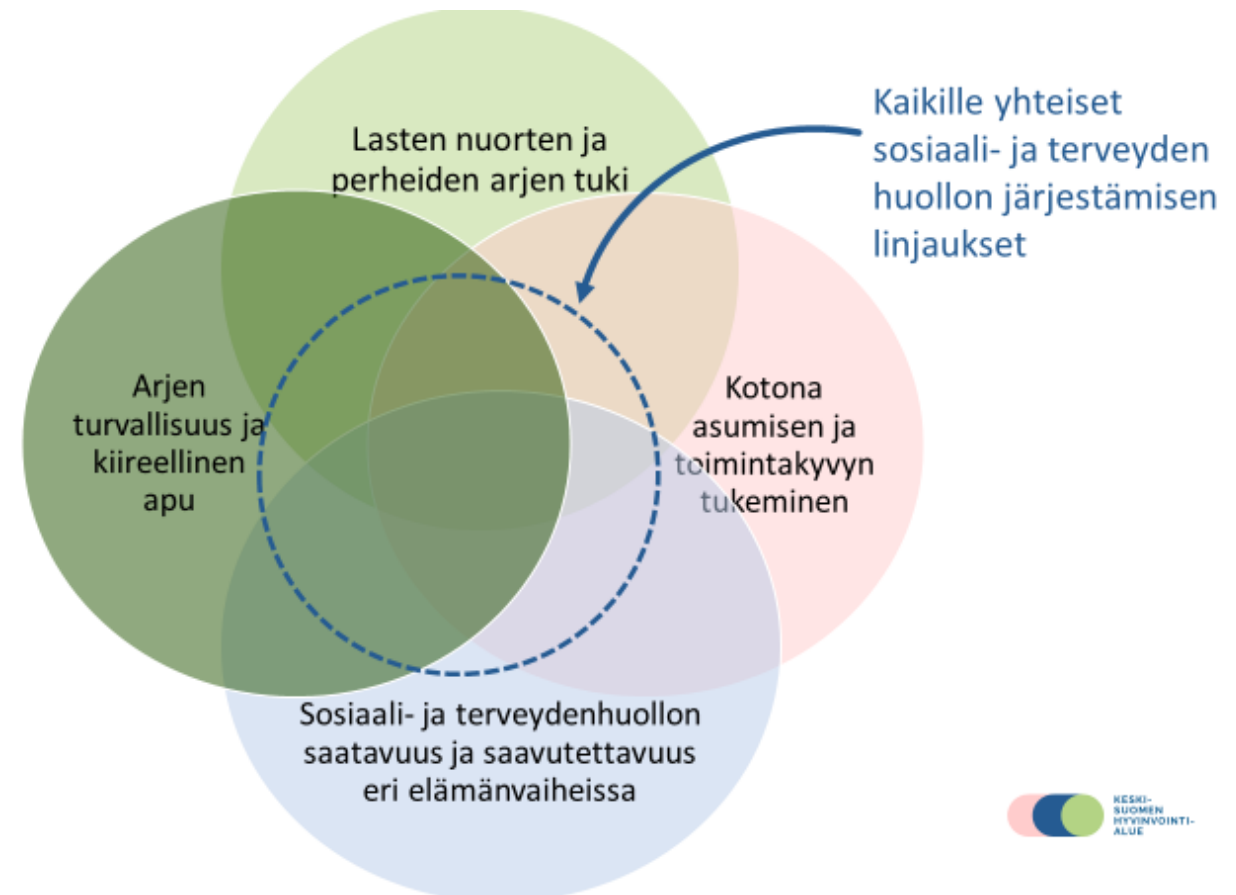 Lasten nuorten ja
perheiden arjen tuki
Kaikille yhteiset
sosiaali- ja terveyden
huollon järjestämisen
linjaukset
Arjen
turvallisuus ja
kiireellinen
apu
Kotona
asumisen ja
toimintakyvyn
tukeminen
Sosiaali- ja terveydenhuollon
saatavuus ja saavutettavuus
eri elämänvaiheissa
KESKI-
SUOMEN
HYVINVOINTI-
ALUE